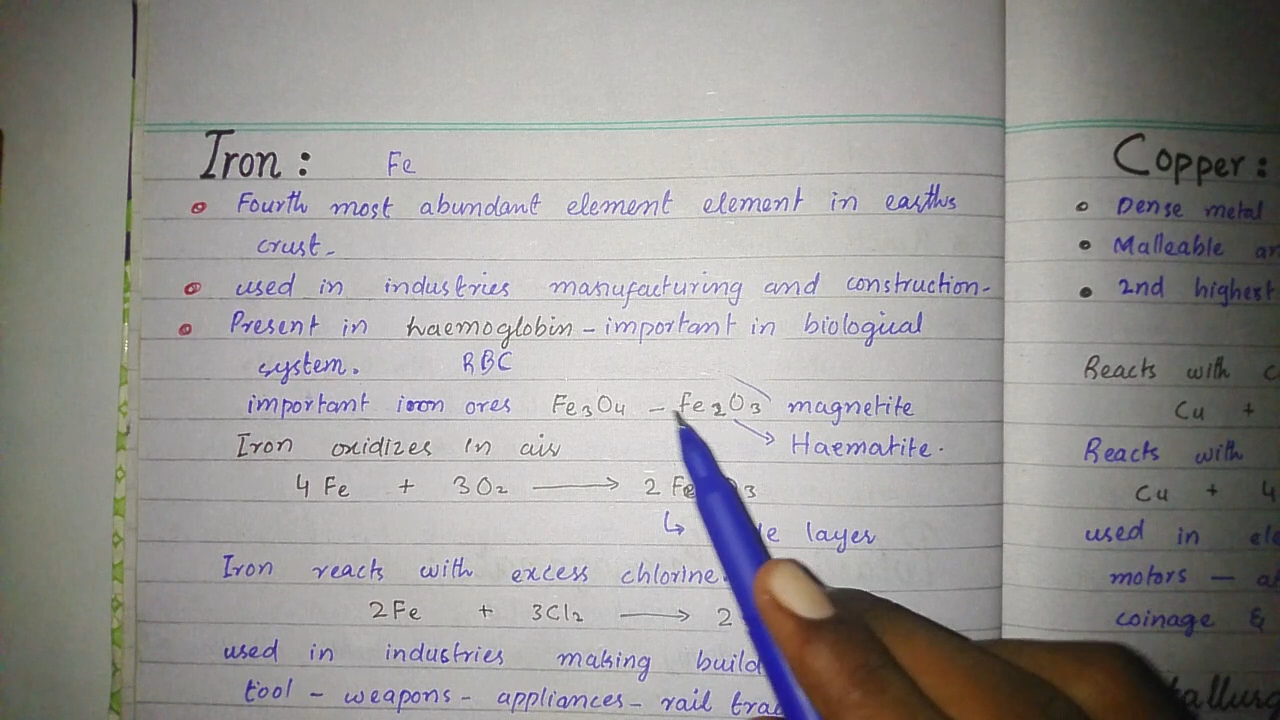 Iron : Fe
Fourth most abundant element element in earths
crust.
used in industries manufacturing and construction.
Present in haemoglobin - important in biological
system. RBC
important iron ores Fe3O4 - Fe2O3 magnetite
Haematite.
Iron oxidizes in air
4 Fe + 3O2 ⟶ 2 Fe 3
↳ layer
Iron reacts with excess chlorine.
2Fe + 3Cl2 ⟶ 2
used in industries making build
tool - weapons - appliances - rail
Copper :
Dense metal
Malleable
2nd highest
Reacts with
Cu +
Reacts with
Cu + 4
used in
motors -
coinage &